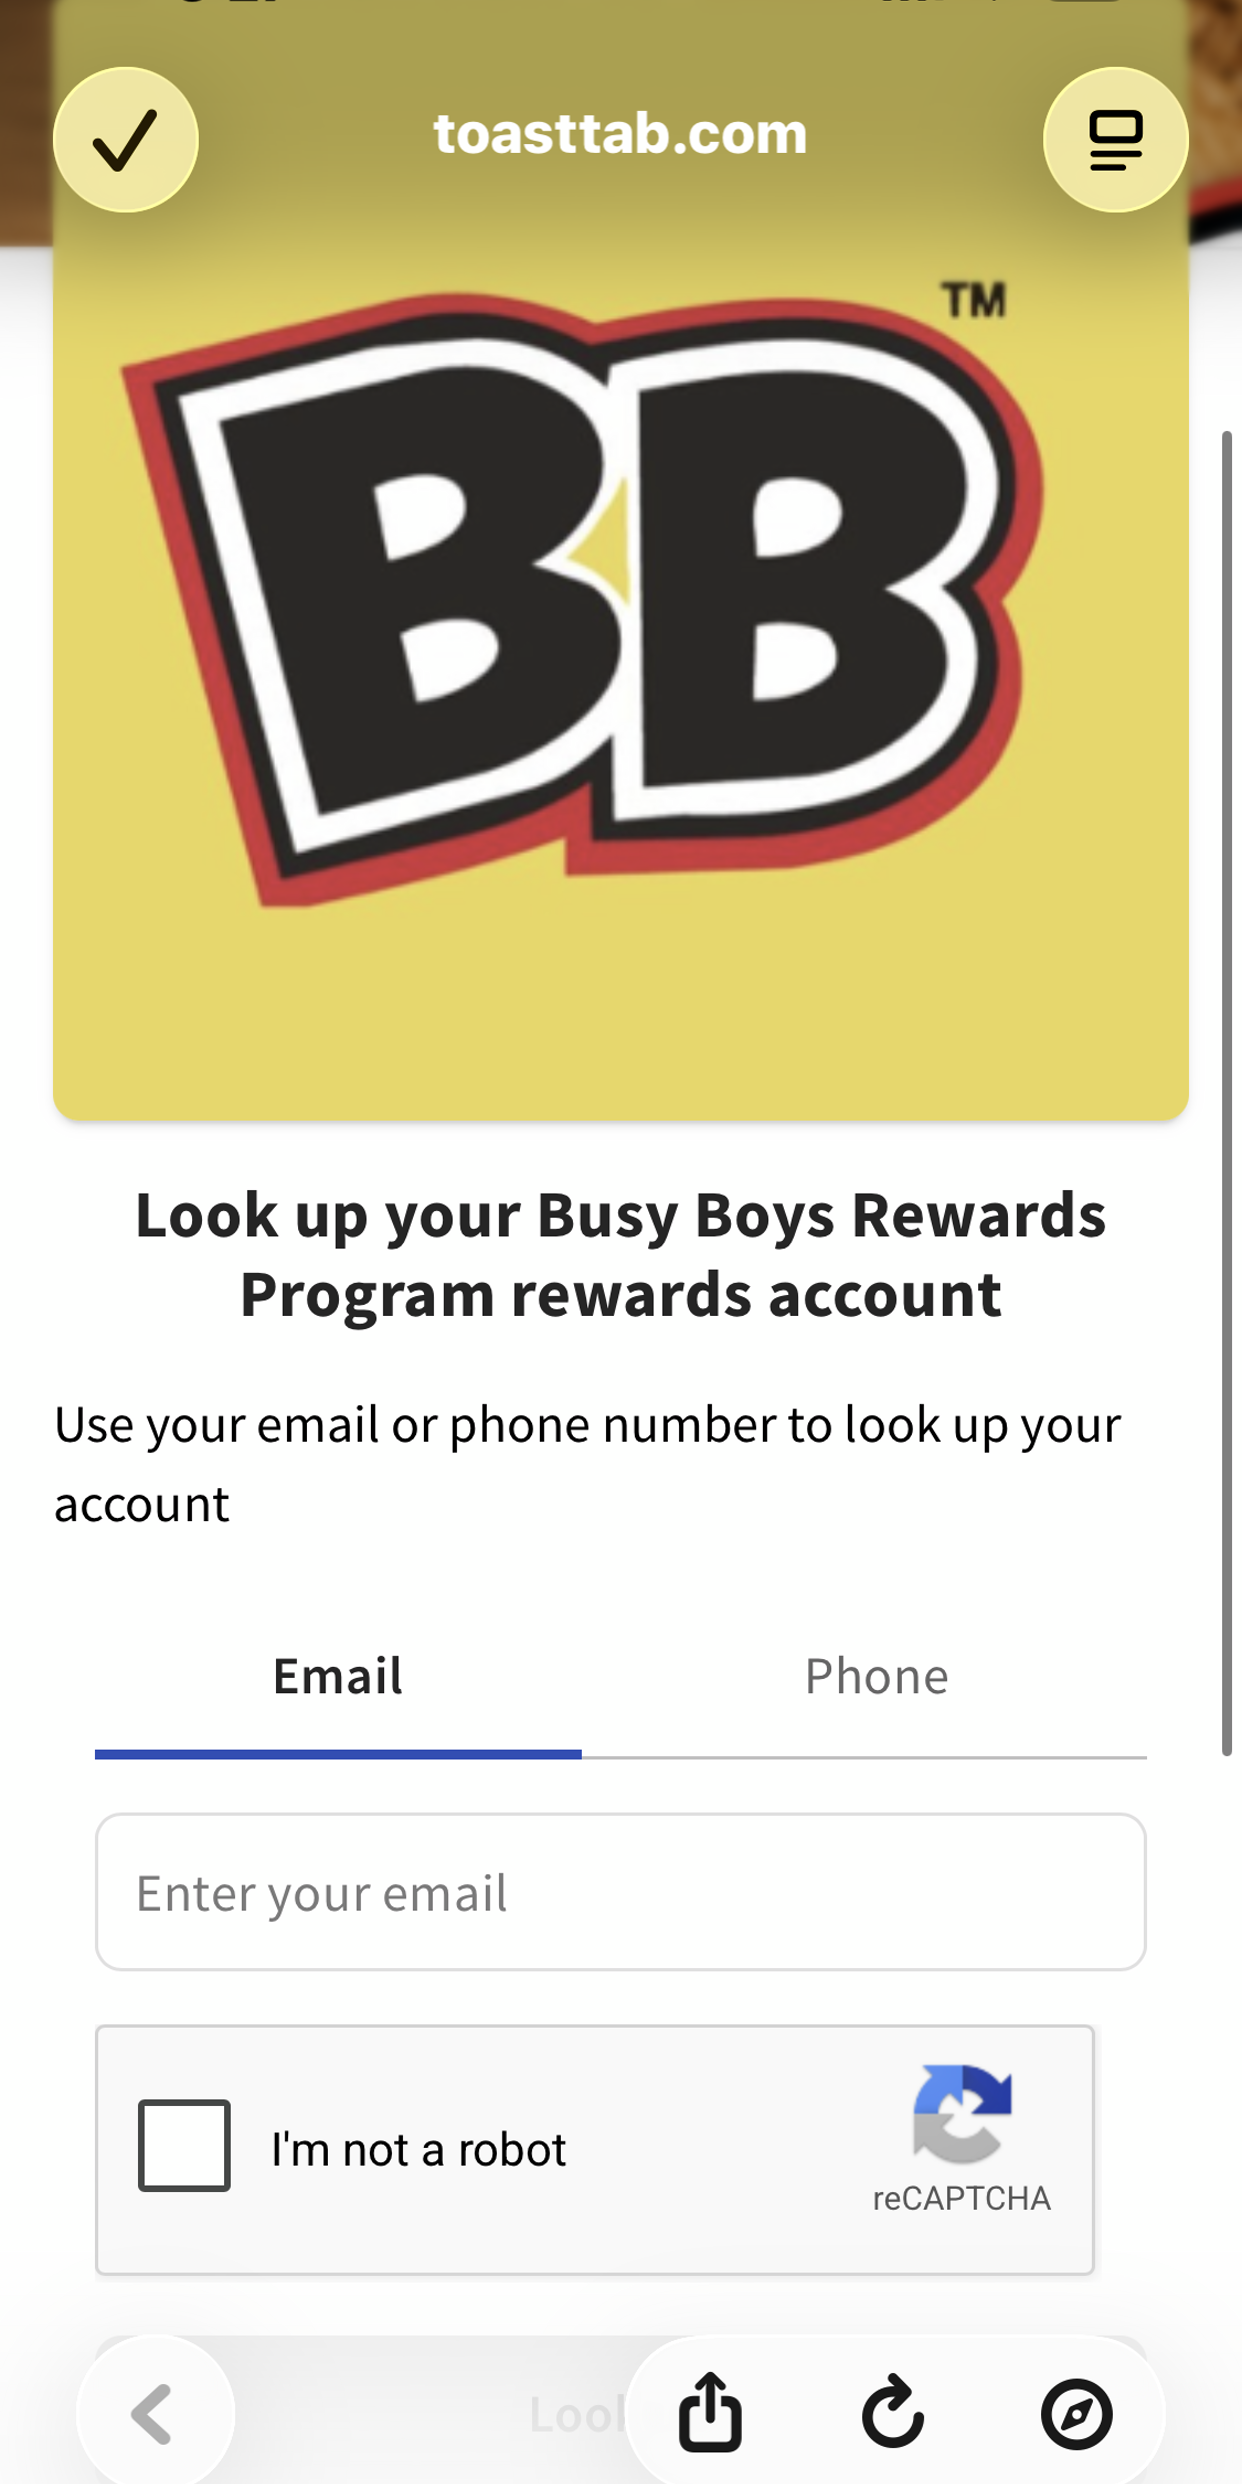 toasttab.com
TM
BB
Look up your Busy Boys Rewards
Program rewards account
Use your email or phone number to look up your
account
Email Phone
Enter your email
I'm not a robot
reCAPTCHA